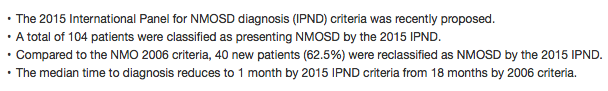 • The 2015 International Panel for NMOSD diagnosis (IPND) criteria was recently proposed.
• A total of 104 patients were classified as presenting NMOSD by the 2015 IPND.
• Compared to the NMO 2006 criteria, 40 new patients (62.5%) were reclassified as NMOSD by the 2015 IPND.
• The median time to diagnosis reduces to 1 month by 2015 IPND criteria from 18 months by 2006 criteria.